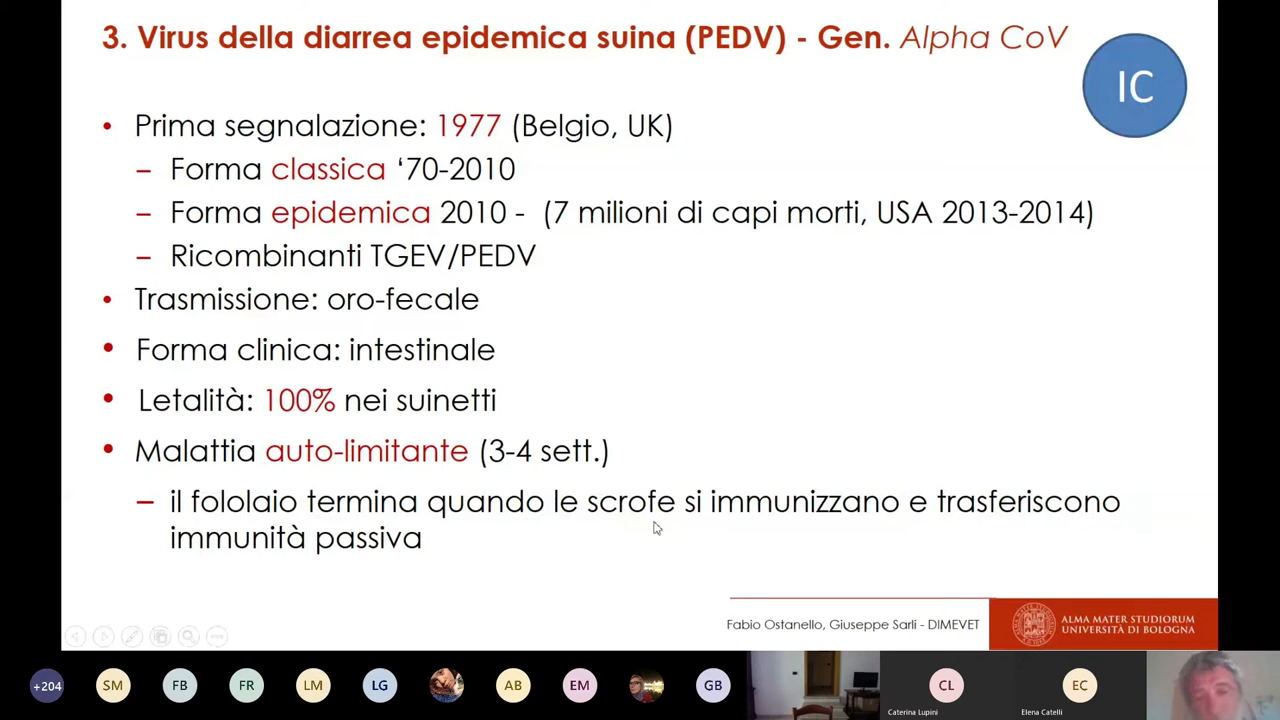 3. Virus della diarrea epidemica suina (PEDV) - Gen. Alpha CoV
IC
• Prima segnalazione: 1977 (Belgio, UK)
– Forma classica ‘70-2010
– Forma epidemica 2010 - (7 milioni di capi morti, USA 2013-2014)
– Ricombinanti TGEV/PEDV
• Trasmissione: oro-fecale
• Forma clinica: intestinale
• Letalità: 100% nei suinetti
• Malattia auto-limitante (3-4 sett.)
– il fololaio termina quando le scrofe si immunizzano e trasferiscono
immunità passiva
Fabio Ostanello, Giuseppe Sarli - DIMEVET
ALMA MATER STUDIORUM
UNIVERSITÀ DI BOLOGNA
+204 SM FB FR LM LG AB EM GB CL EC
Caterina Lupini Elena Catelli